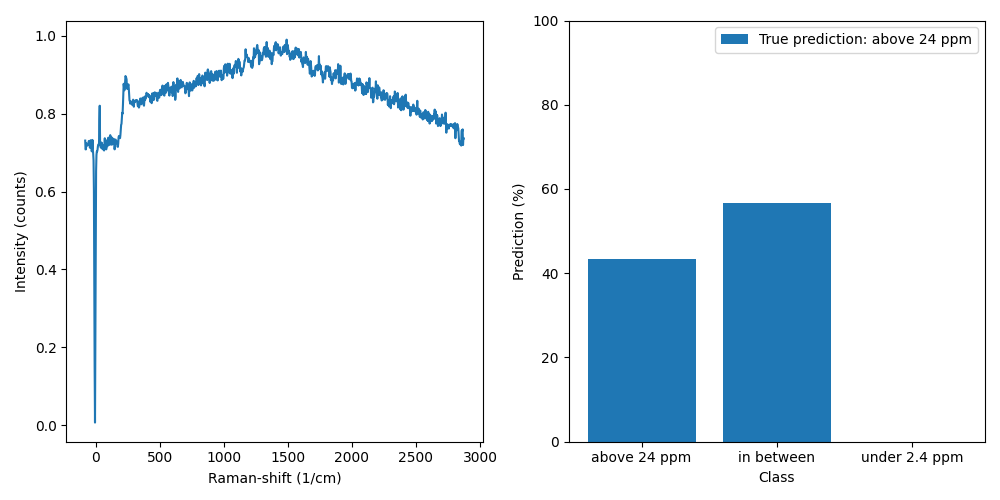 1.0
0.8
0.6
0.4
0.2
0.0
Intensity (counts)
0 500 1000 1500 2000 2500 3000
Raman-shift (1/cm)
100
80
60
40
20
0
Prediction (%)
True prediction: above 24 ppm
above 24 ppm in between under 2.4 ppm
Class